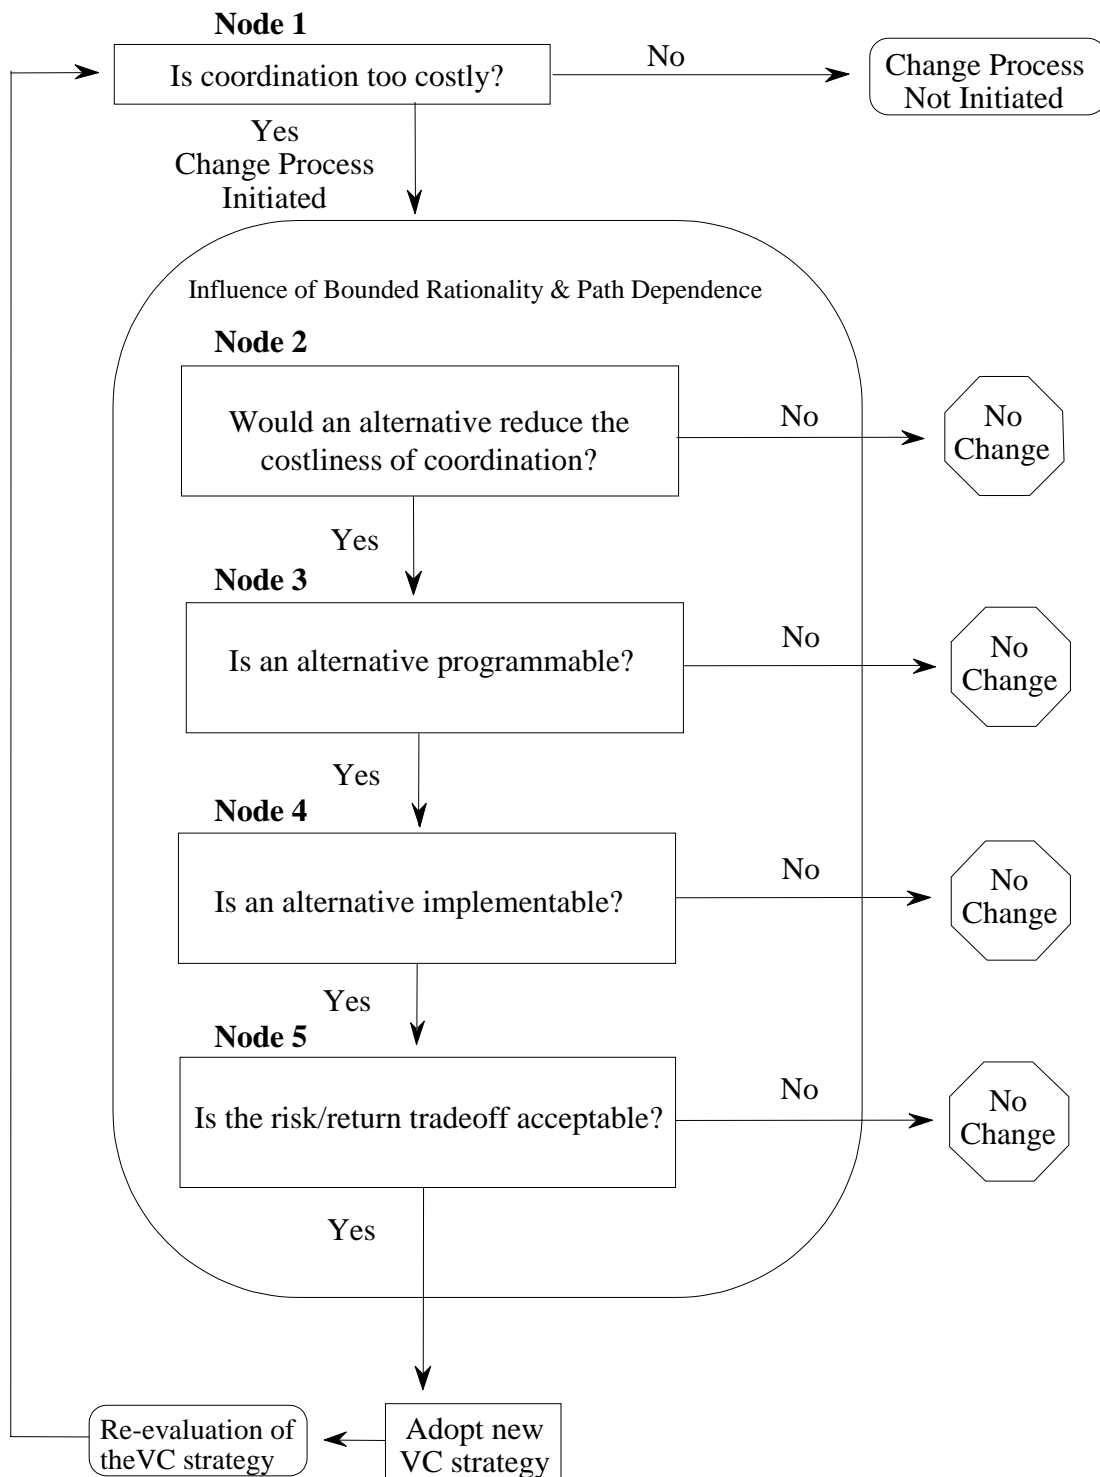 Node 1
Is coordination too costly?
No
Change Process
Not Initiated
Yes
Change Process
Initiated
Influence of Bounded Rationality & Path Dependence
Node 2
Would an alternative reduce the
costliness of coordination?
No
No
Change
Yes
Node 3
Is an alternative programmable?
No
No
Change
Yes
Node 4
Is an alternative implementable?
No
No
Change
Yes
Node 5
Is the risk/return tradeoff acceptable?
No
No
Change
Yes
Adopt new
VC strategy
Re-evaluation of
theVC strategy